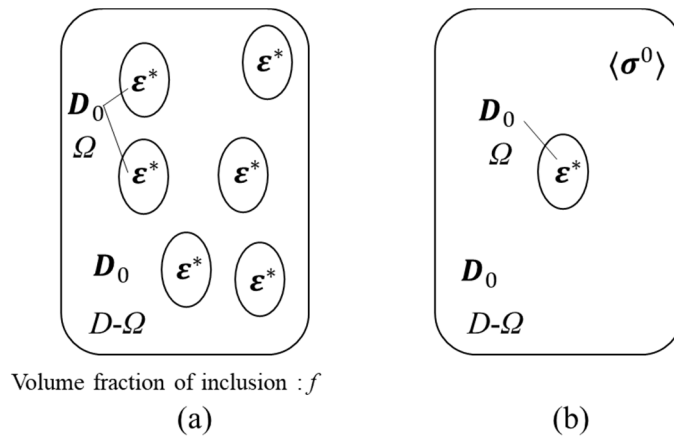 ε*
ε*
D₀
Ω
ε*
ε*
D₀
ε*
ε*
D-Ω
Volume fraction of inclusion : f
(a)
⟨σ⁰⟩
D₀
Ω
ε*
D₀
D-Ω
(b)